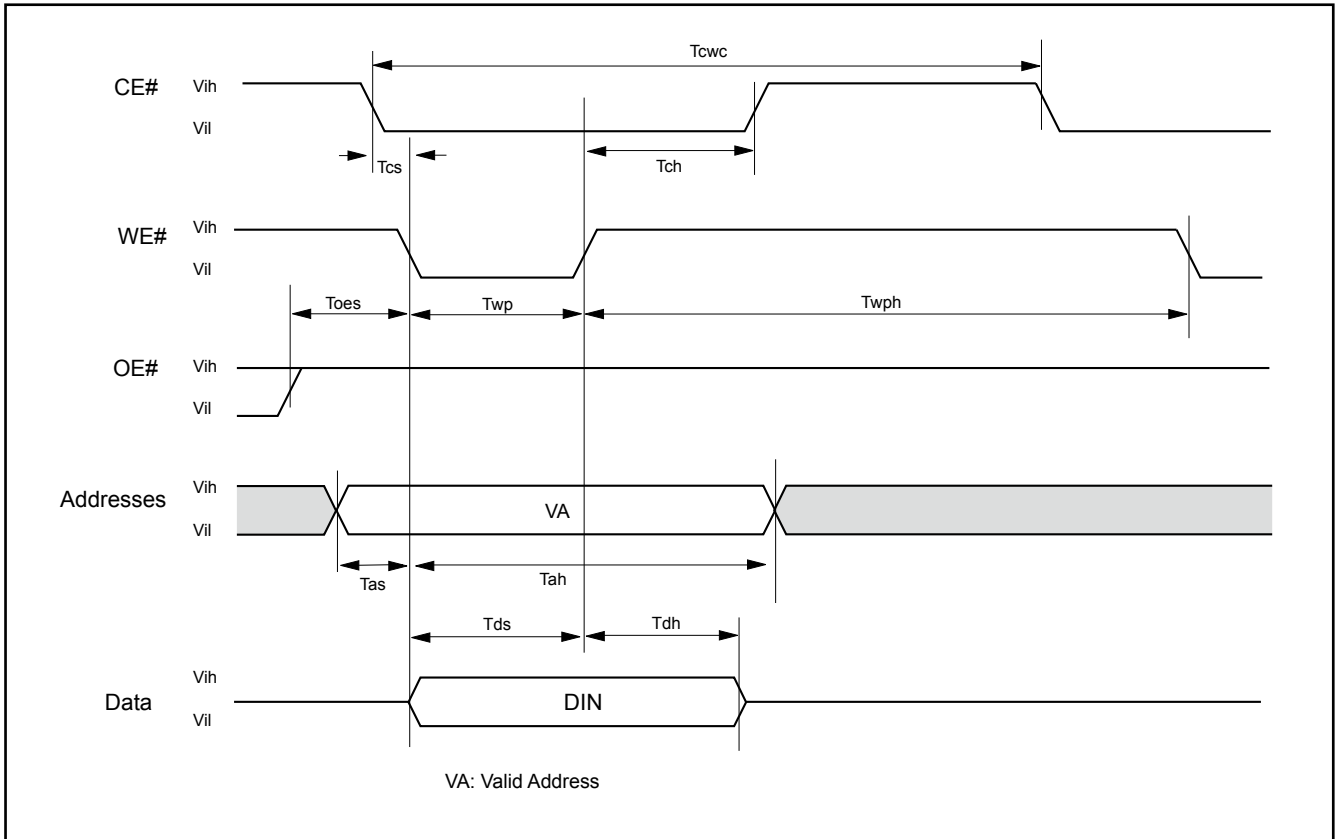 Tcwc
CE#
Vih
Vil
Tcs
Tch
WE#
Vih
Vil
Toes
Twp
Twph
OE#
Vih
Vil
Addresses
Vih
VA
Vil
Tas
Tah
Tds
Tdh
Vih
Data
DIN
Vil
VA: Valid Address